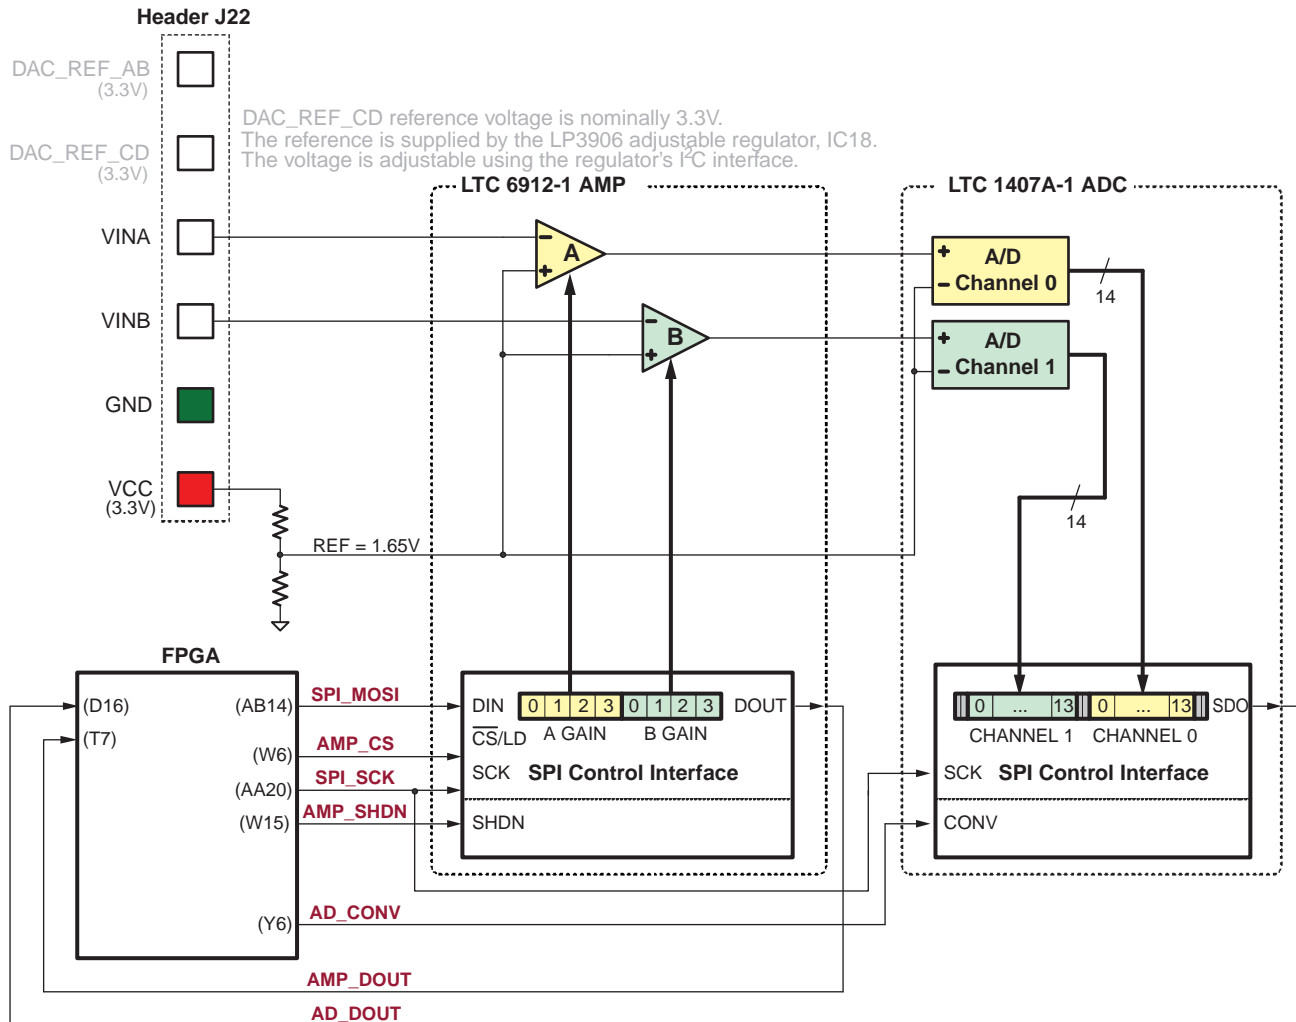 Header J22
DAC_REF_AB
(3.3V)
DAC_REF_CD
(3.3V)
DAC_REF_CD reference voltage is nominally 3.3V.
The reference is supplied by the LP3906 adjustable regulator, IC18.
The voltage is adjustable using the regulator's I2C interface.
LTC 6912-1 AMP
LTC 1407A-1 ADC
VINA
A
A/D
Channel 0
14
VINB
B
A/D
Channel 1
14
GND
VCC
(3.3V)
REF = 1.65V
FPGA
(D16)
(T7)
(AB14)
SPI_MOSI
(W6)
AMP_CS
(AA20)
SPI_SCK
(W15)
AMP_SHDN
(Y6)
AD_CONV
AMP_DOUT
AD_DOUT
DIN
0 1 2 3 0 1 2 3
DOUT
A GAIN B GAIN
CS/LD
SCK SPI Control Interface
SHDN
0 ... 13 0 ... 13 SDO
CHANNEL 1 CHANNEL 0
SCK SPI Control Interface
CONV